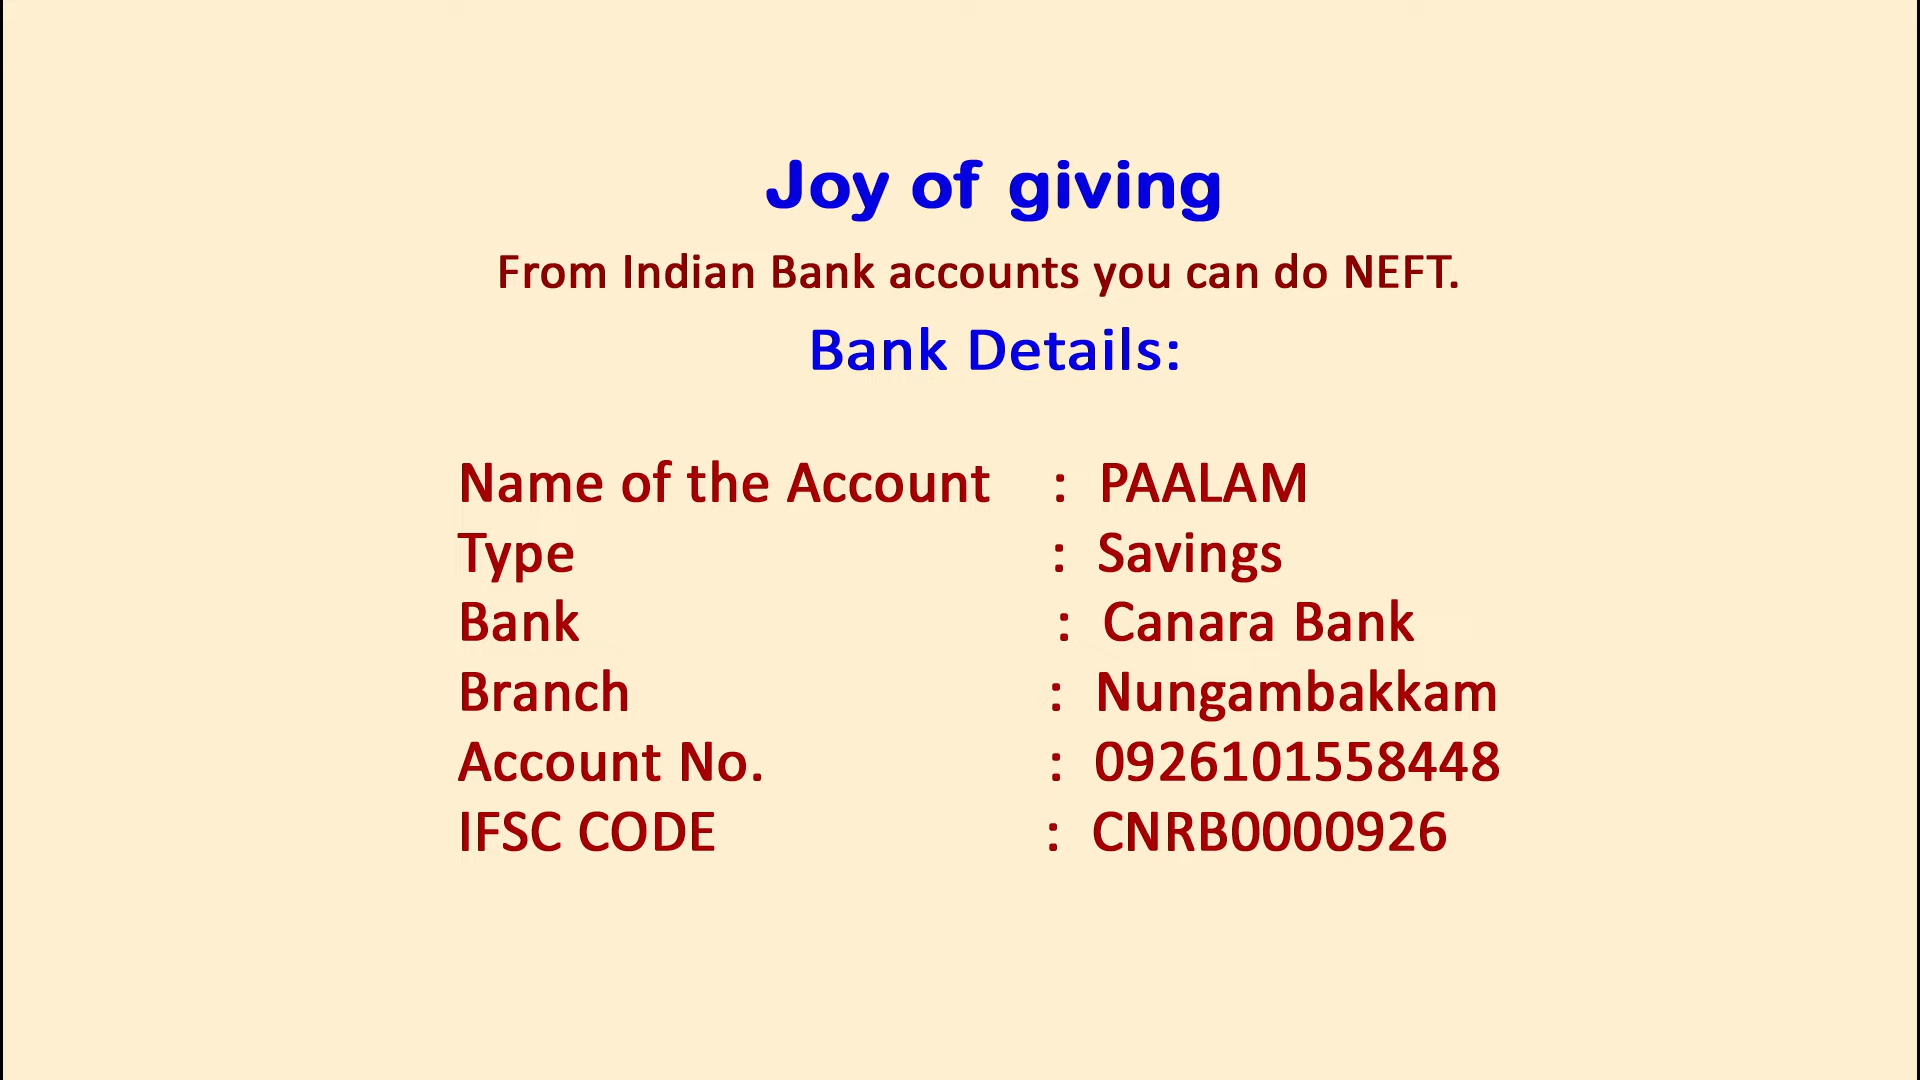 Joy of giving
From Indian Bank accounts you can do NEFT.
Bank Details:
Name of the Account : PAALAM
Type : Savings
Bank : Canara Bank
Branch : Nungambakkam
Account No. : 0926101558448
IFSC CODE : CNRB0000926